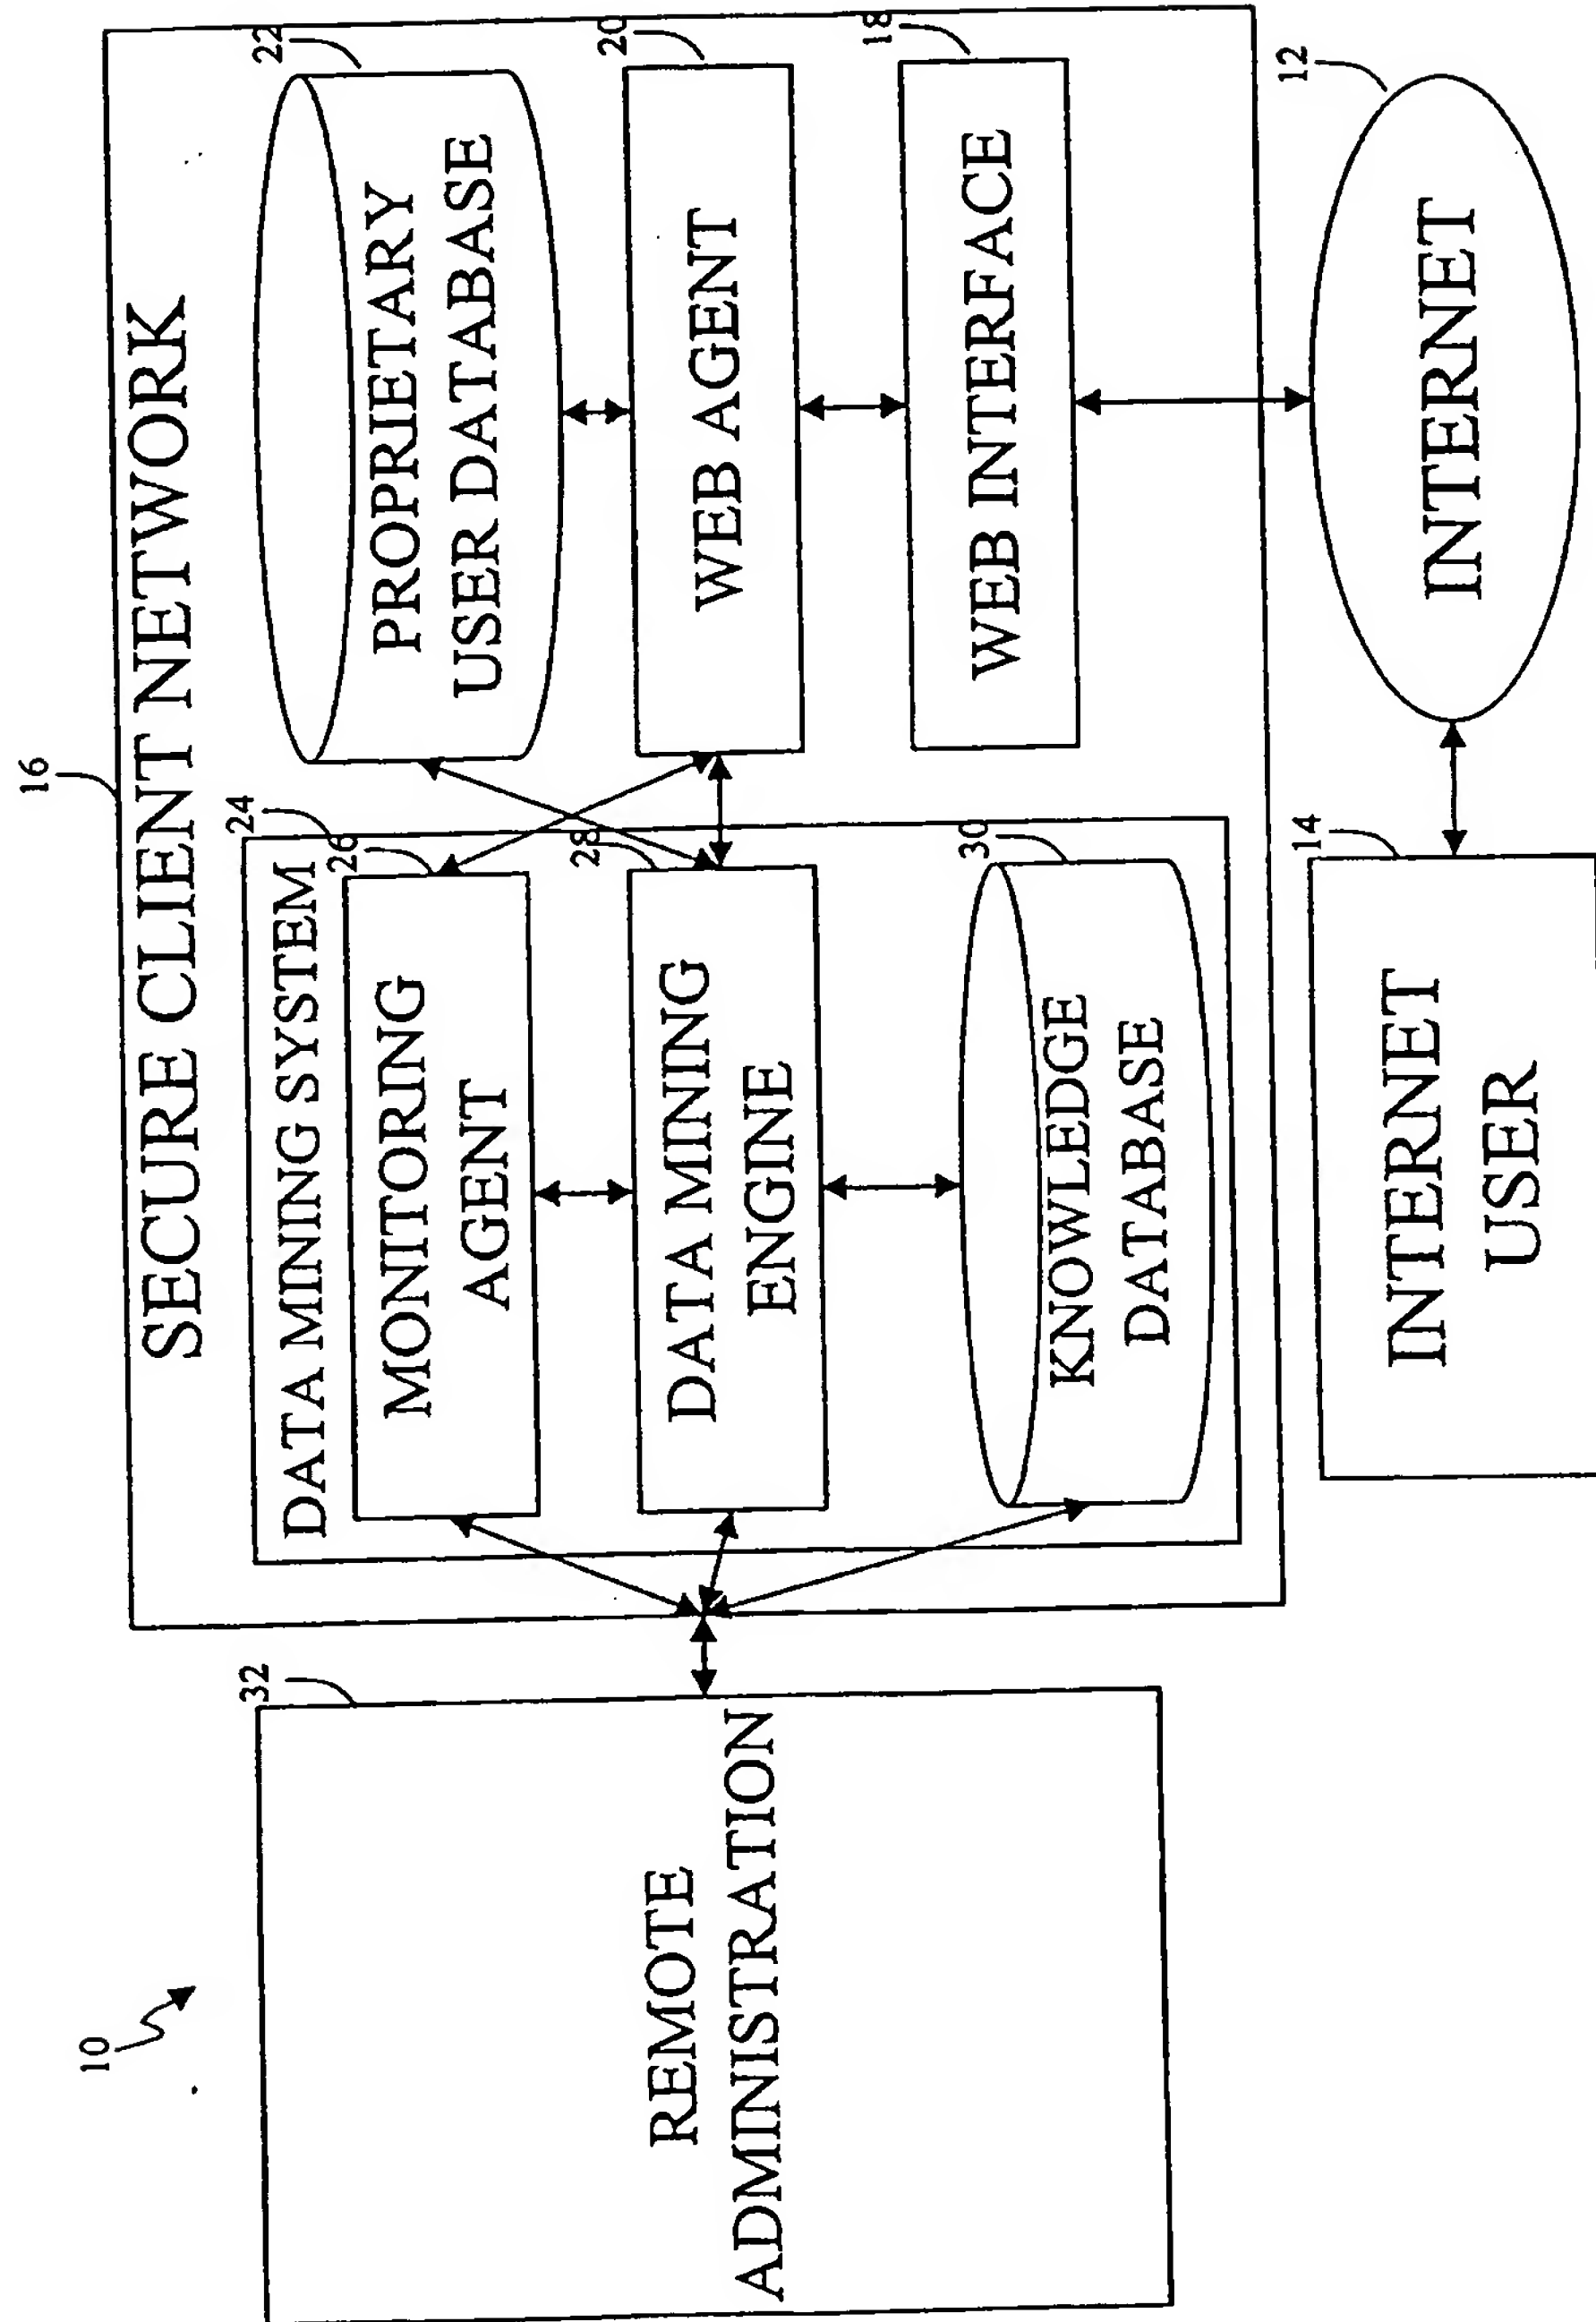 10
16
SECURE CLIENT NETWORK
32
REMOTE
ADMINISTRATION
24
DATA MINING SYSTEM
26
MONITORING
AGENT
28
DATA MINING
ENGINE
30
KNOWLEDGE
DATABASE
22
PROPRIETARY
USER DATABASE
20
WEB AGENT
18
WEB INTERFACE
14
INTERNET
USER
12
INTERNET